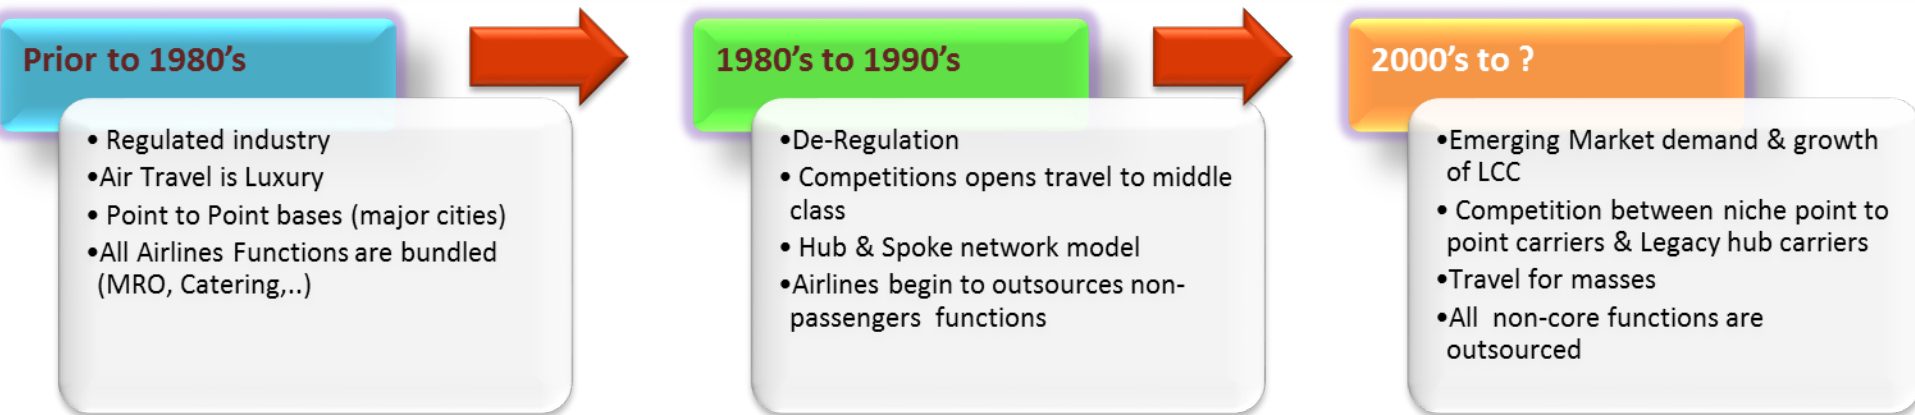 Prior to 1980's
• Regulated industry
•Air Travel is Luxury
• Point to Point bases (major cities)
•All Airlines Functions are bundled
(MRO, Catering,..)
1980's to 1990's
•De-Regulation
• Competitions opens travel to middle
class
• Hub & Spoke network model
•Airlines begin to outsources non-
passengers functions
2000's to ?
•Emerging Market demand & growth
of LCC
• Competition between niche point to
point carriers & Legacy hub carriers
•Travel for masses
•All non-core functions are
outsourced